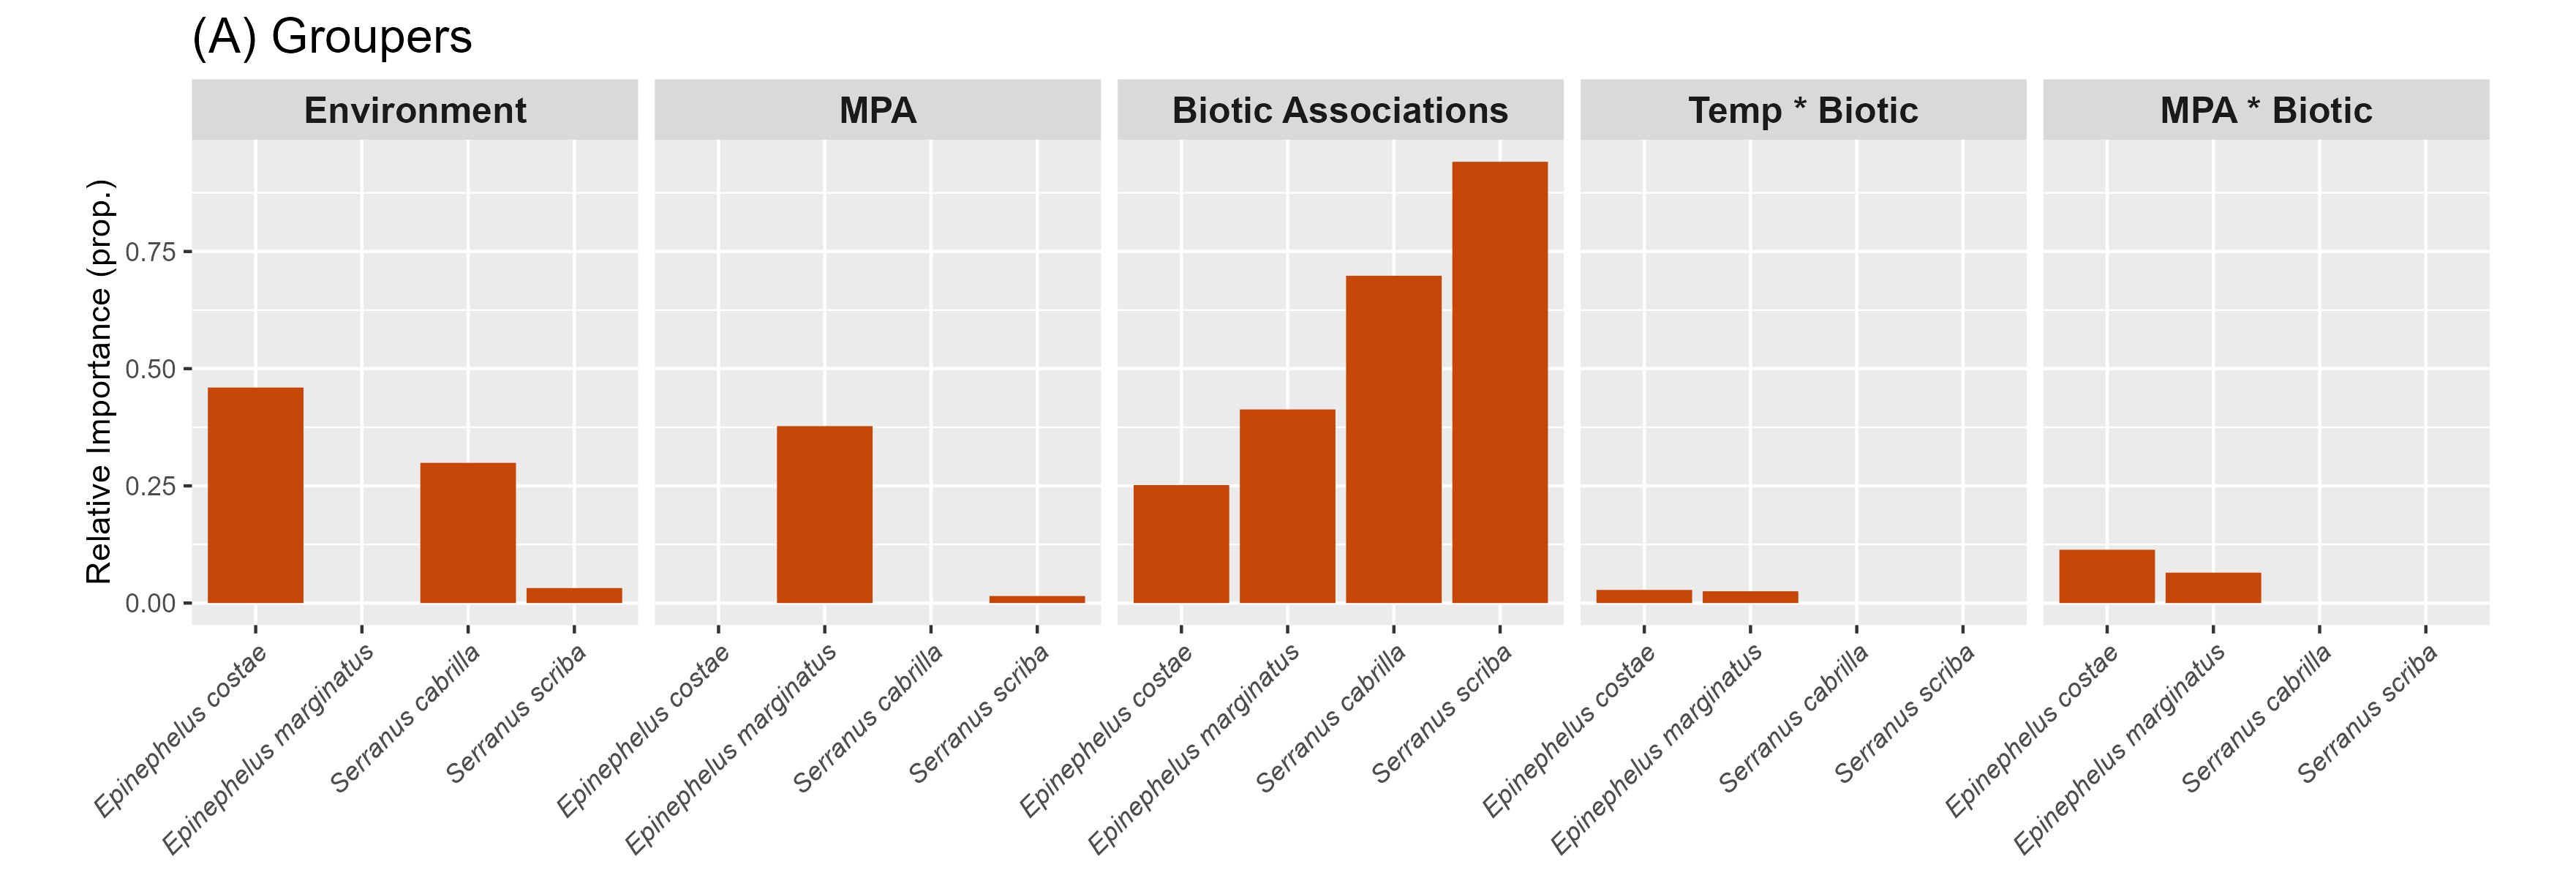 (A) Groupers
Environment
MPA
Biotic Associations
Temp * Biotic
MPA * Biotic
Relative Importance (prop.)
0.75
0.50
0.25
0.00
Epinephelus costae
Epinephelus marginatus
Serranus cabrilla
Serranus scriba
Epinephelus costae
Epinephelus marginatus
Serranus cabrilla
Serranus scriba
Epinephelus costae
Epinephelus marginatus
Serranus cabrilla
Serranus scriba
Epinephelus costae
Epinephelus marginatus
Serranus cabrilla
Serranus scriba
Epinephelus costae
Epinephelus marginatus
Serranus cabrilla
Serranus scriba